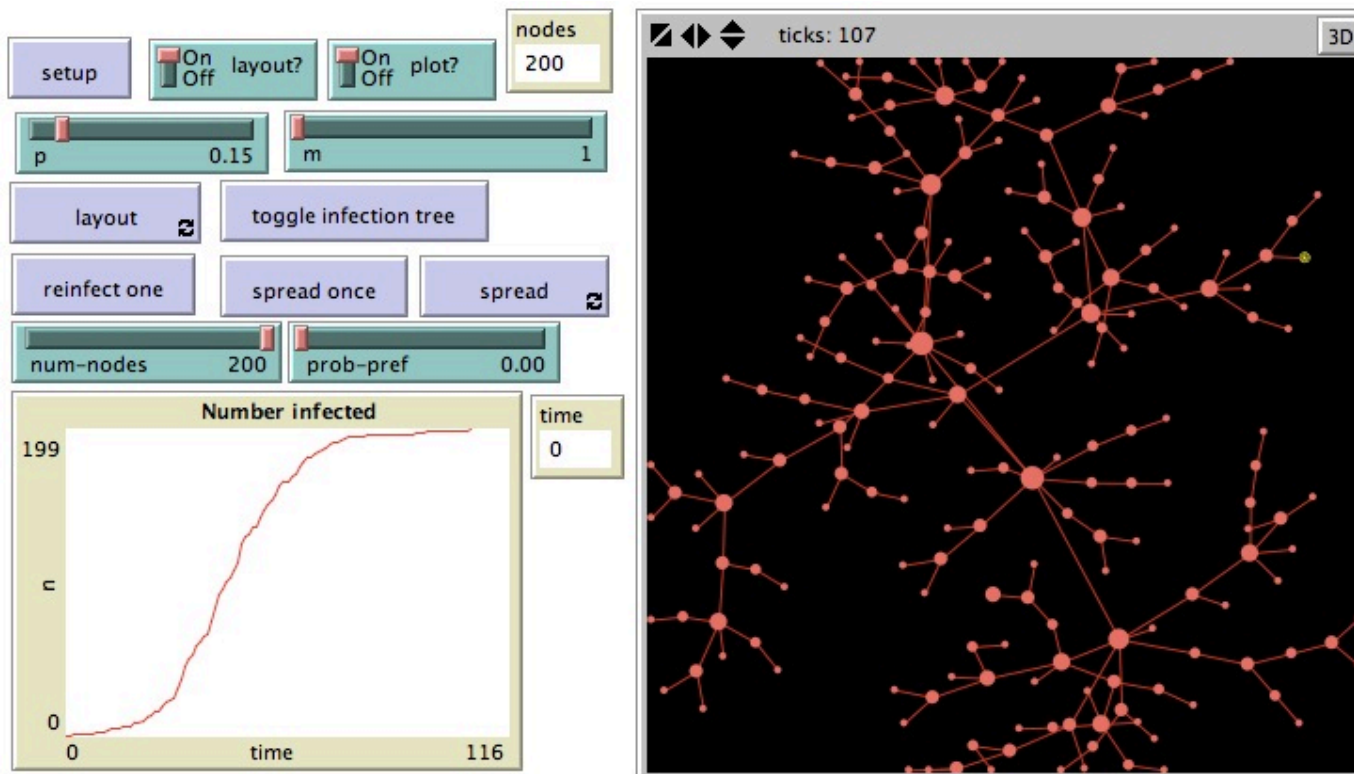 nodes
200
ticks: 107
3D
setup
On
Off
layout?
On
Off
plot?
p
0.15
m
1
layout
toggle infection tree
reinfect one
spread once
spread
num-nodes
200
prob-pref
0.00
Number infected
199
n
0
0
time
116
time
0